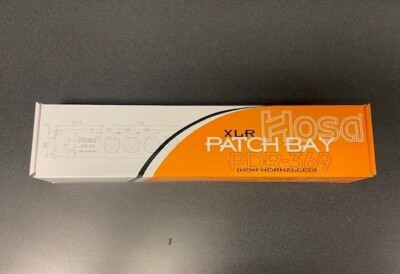 Hosa
XLR
PATCH BAY
PDR-369
(NON-NORMALLED)